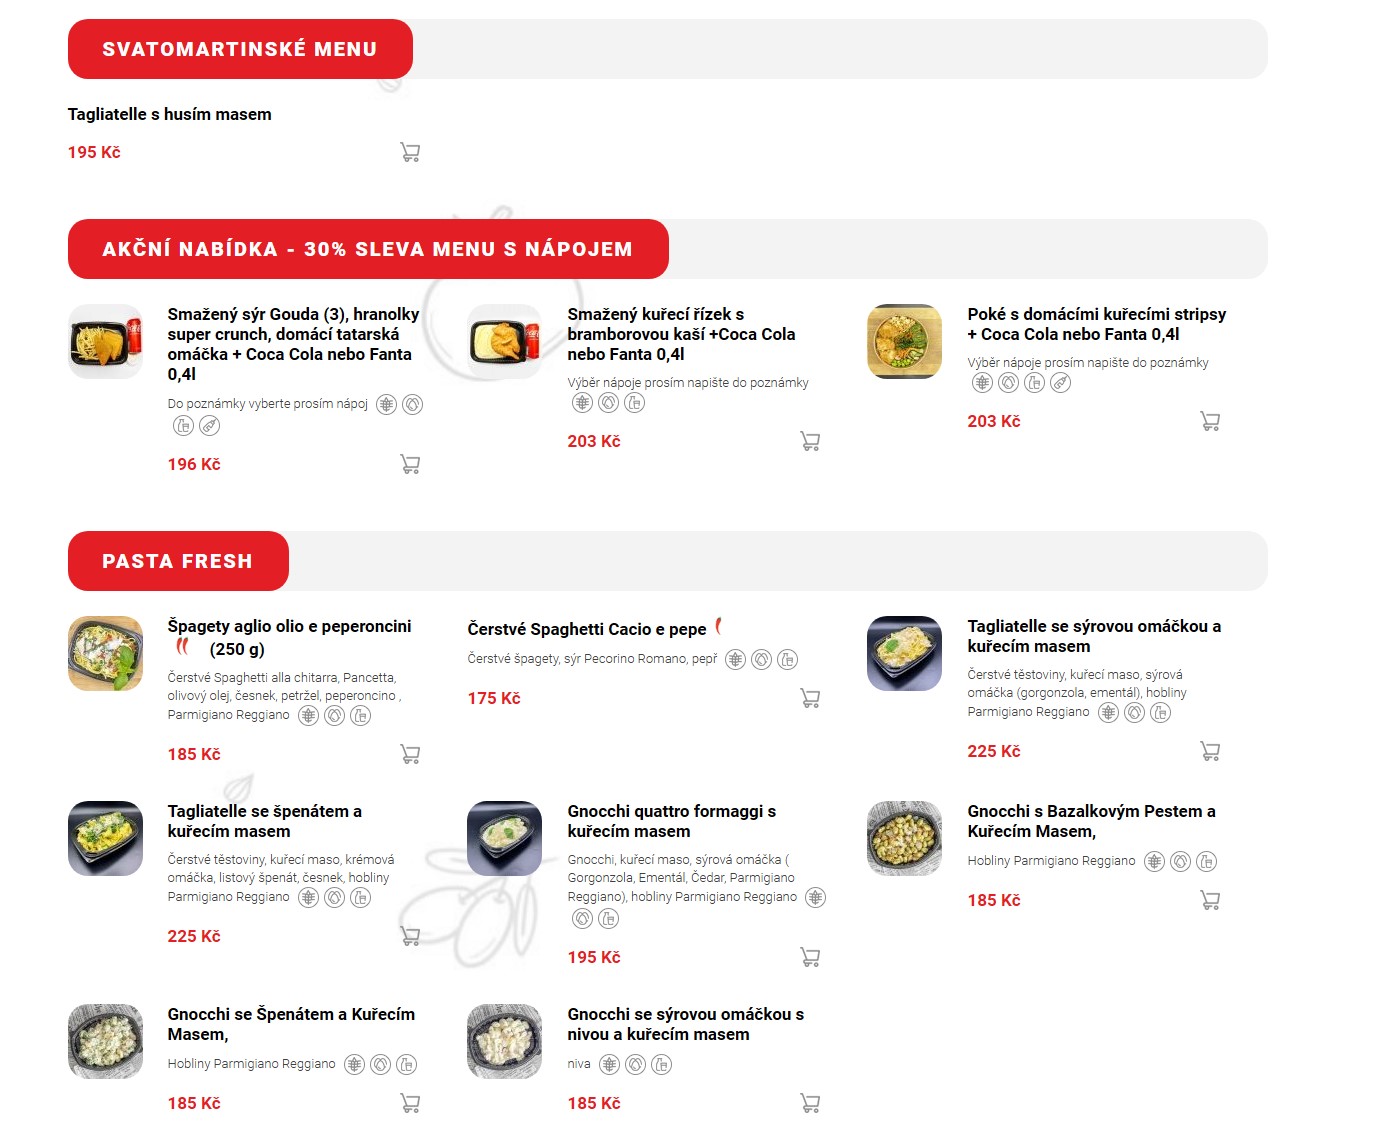 SVATOMARTINSKÉ MENU
Tagliatelle s husím masem
195 Kč
AKČNÍ NABÍDKA - 30% SLEVA MENU S NÁPOJEM
Smažený sýr Gouda (3), hranolky
super crunch, domácí tatarská
omáčka + Coca Cola nebo Fanta
0,4l
Do poznámky vyberte prosím nápoj
196 Kč
Smažený kuřecí řízek s
bramborovou kaší +Coca Cola
nebo Fanta 0,4l
Výběr nápoje prosím napište do poznámky
203 Kč
Poké s domácími kuřecími stripsy
+ Coca Cola nebo Fanta 0,4l
Výběr nápoje prosím napište do poznámky
203 Kč
PASTA FRESH
Špagety aglio olio e peperoncini
(250 g)
Čerstvé Spaghetti alla chitarra, Pancetta,
olivový olej, česnek, petržel, peperoncino ,
Parmigiano Reggiano
185 Kč
Čerstvé Spaghetti Cacio e pepe
Čerstvé špagety, sýr Pecorino Romano, pepř
175 Kč
Tagliatelle se sýrovou omáčkou a
kuřecím masem
Čerstvé těstoviny, kuřecí maso, sýrová
omáčka (gorgonzola, ementál), hobliny
Parmigiano Reggiano
225 Kč
Tagliatelle se špenátem a
kuřecím masem
Čerstvé těstoviny, kuřecí maso, krémová
omáčka, listový špenát, česnek, hobliny
Parmigiano Reggiano
225 Kč
Gnocchi quattro formaggi s
kuřecím masem
Gnocchi, kuřecí maso, sýrová omáčka (
Gorgonzola, Ementál, Čedar, Parmigiano
Reggiano), hobliny Parmigiano Reggiano
195 Kč
Gnocchi s Bazalkovým Pestem a
Kuřecím Masem,
Hobliny Parmigiano Reggiano
185 Kč
Gnocchi se Špenátem a Kuřecím
Masem,
Hobliny Parmigiano Reggiano
185 Kč
Gnocchi se sýrovou omáčkou s
nivou a kuřecím masem
niva
185 Kč